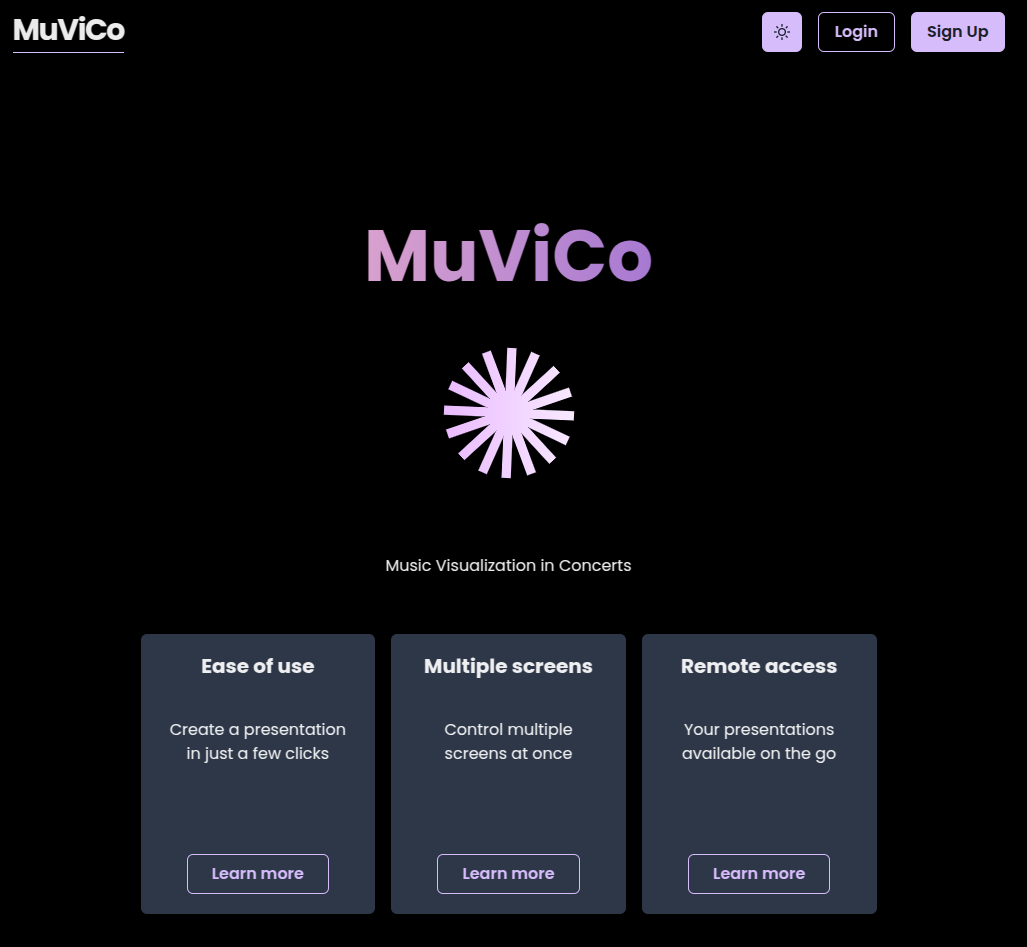 MuViCo
Login
Sign Up
MuViCo
Music Visualization in Concerts
Ease of use
Create a presentation
in just a few clicks
Learn more
Multiple screens
Control multiple
screens at once
Learn more
Remote access
Your presentations
available on the go
Learn more